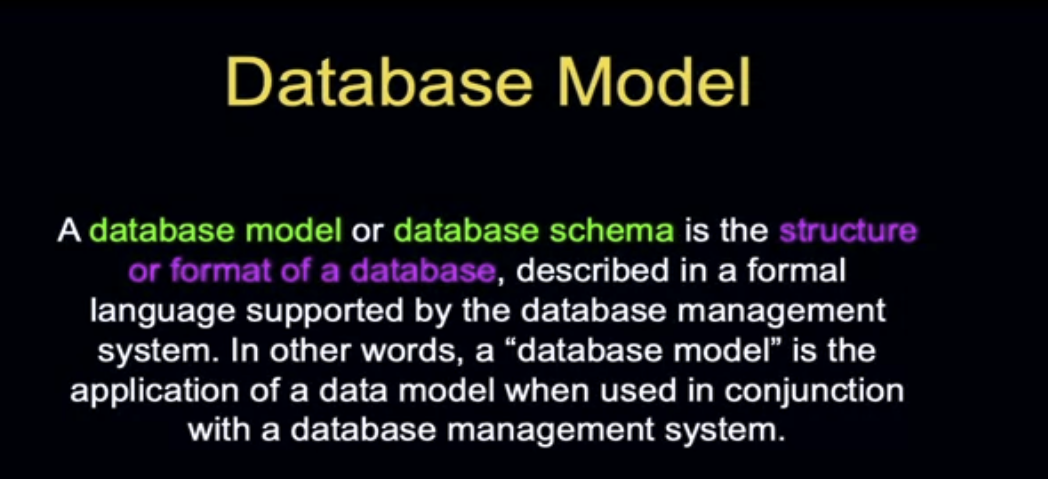 Database Model
A database model or database schema is the structure
or format of a database, described in a formal
language supported by the database management
system. In other words, a “database model” is the
application of a data model when used in conjunction
with a database management system.